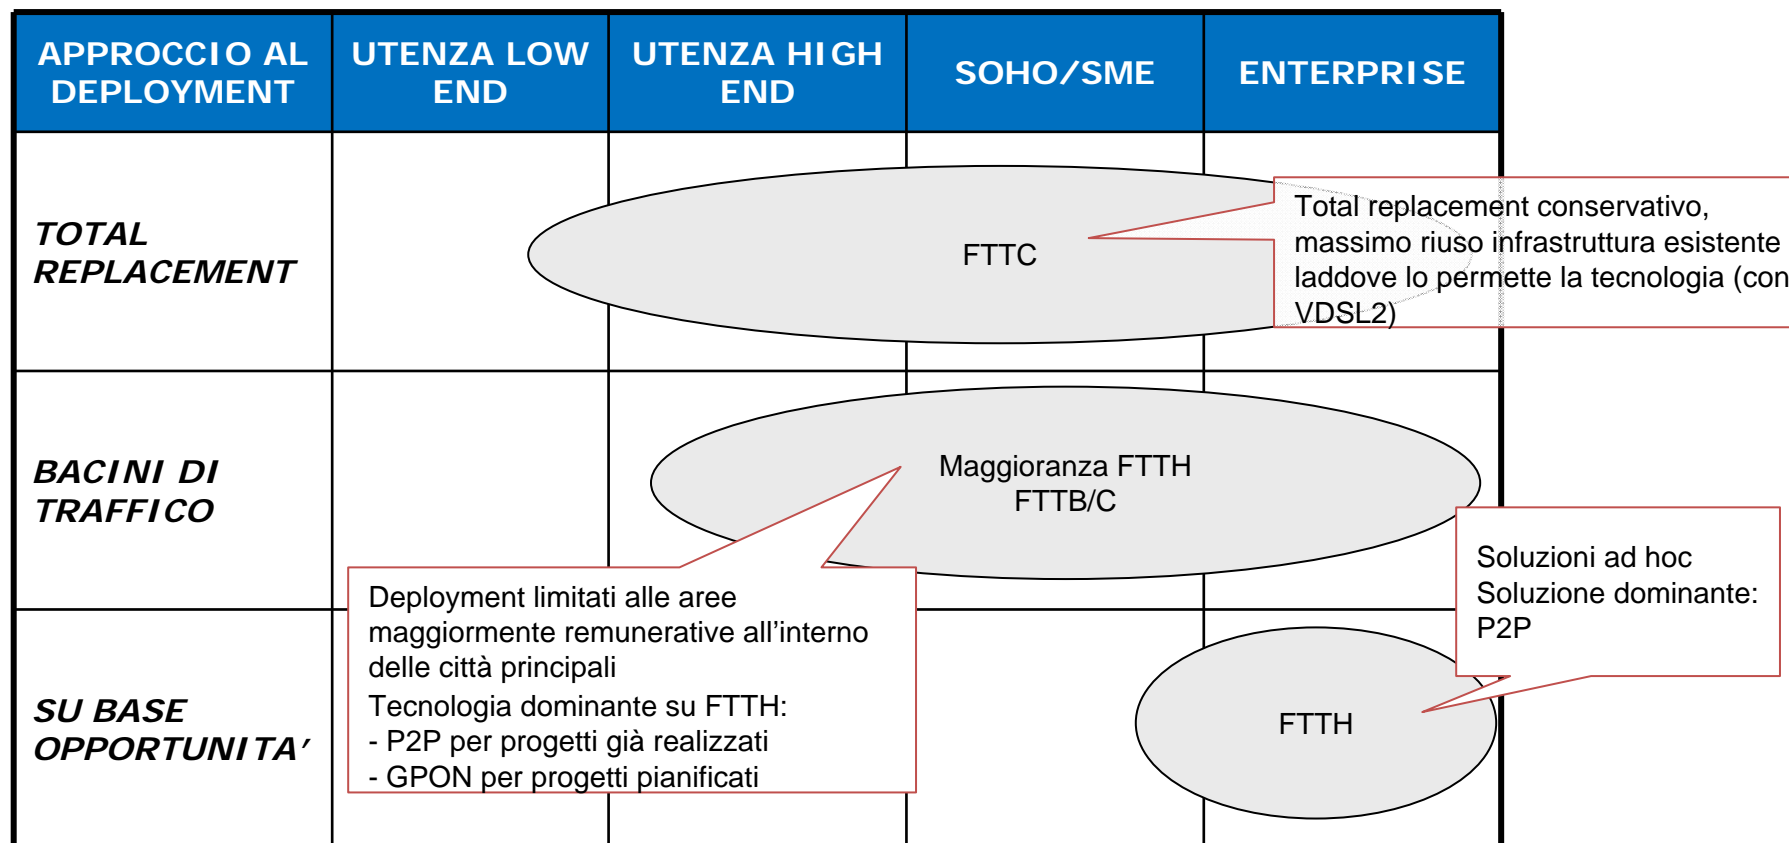 APPROCCIO AL
DEPLOYMENT
UTENZA LOW
END
UTENZA HIGH
END
SOHO/SME
ENTERPRISE
TOTAL
REPLACEMENT
FTTC
Total replacement conservativo,
massimo riuso infrastruttura esistente
laddove lo permette la tecnologia (con
VDSL2)
BACINI DI
TRAFFICO
Maggioranza FTTH
FTTB/C
Deployment limitati alle aree
maggiormente remunerative all’interno
delle città principali
Tecnologia dominante su FTTH:
- P2P per progetti già realizzati
- GPON per progetti pianificati
Soluzioni ad hoc
Soluzione dominante:
P2P
SU BASE
OPPORTUNITA’
FTTH